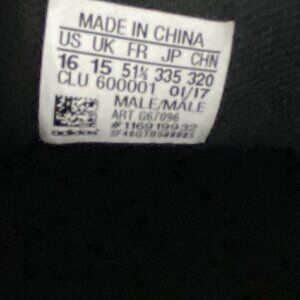 MADE IN CHINA
US UK FR JP CHN
16 15 51⅓ 335 320
CLU 600001 01/17
MALE/MALE
ART G67096
#116919932
adidas